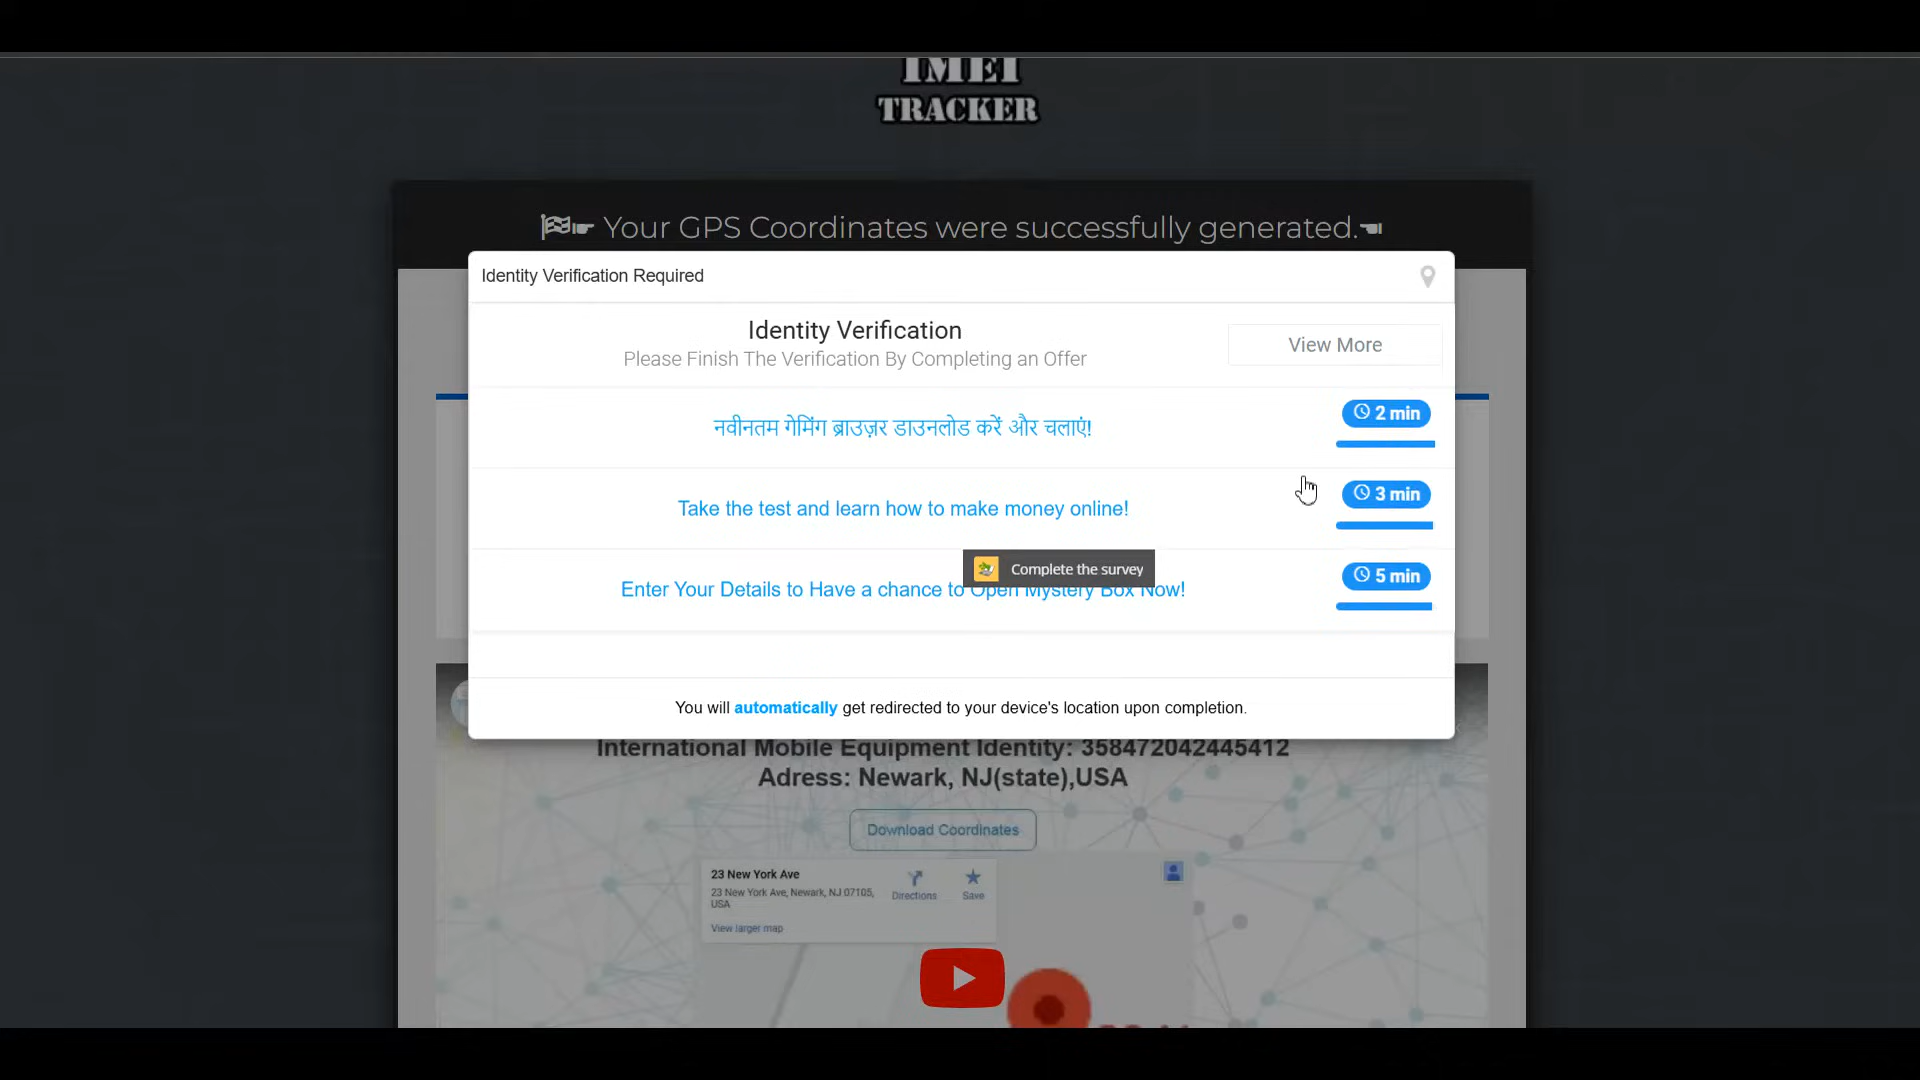 IMEI
TRACKER
Your GPS Coordinates were successfully generated.
Identity Verification Required
Identity Verification
Please Finish The Verification By Completing an Offer
View More
नवीनतम गेमिंग ब्राउज़र डाउनलोड करें और चलाएं!
2 min
Take the test and learn how to make money online!
3 min
Complete the survey
Enter Your Details to Have a chance to Open Mystery Box Now!
5 min
You will automatically get redirected to your device's location upon completion.
International Mobile Equipment Identity: 358472042445412
Adress: Newark, NJ(state),USA
Download Coordinates
23 New York Ave
23 New York Ave, Newark, NJ 07105,
USA
Directions
Save
View larger map